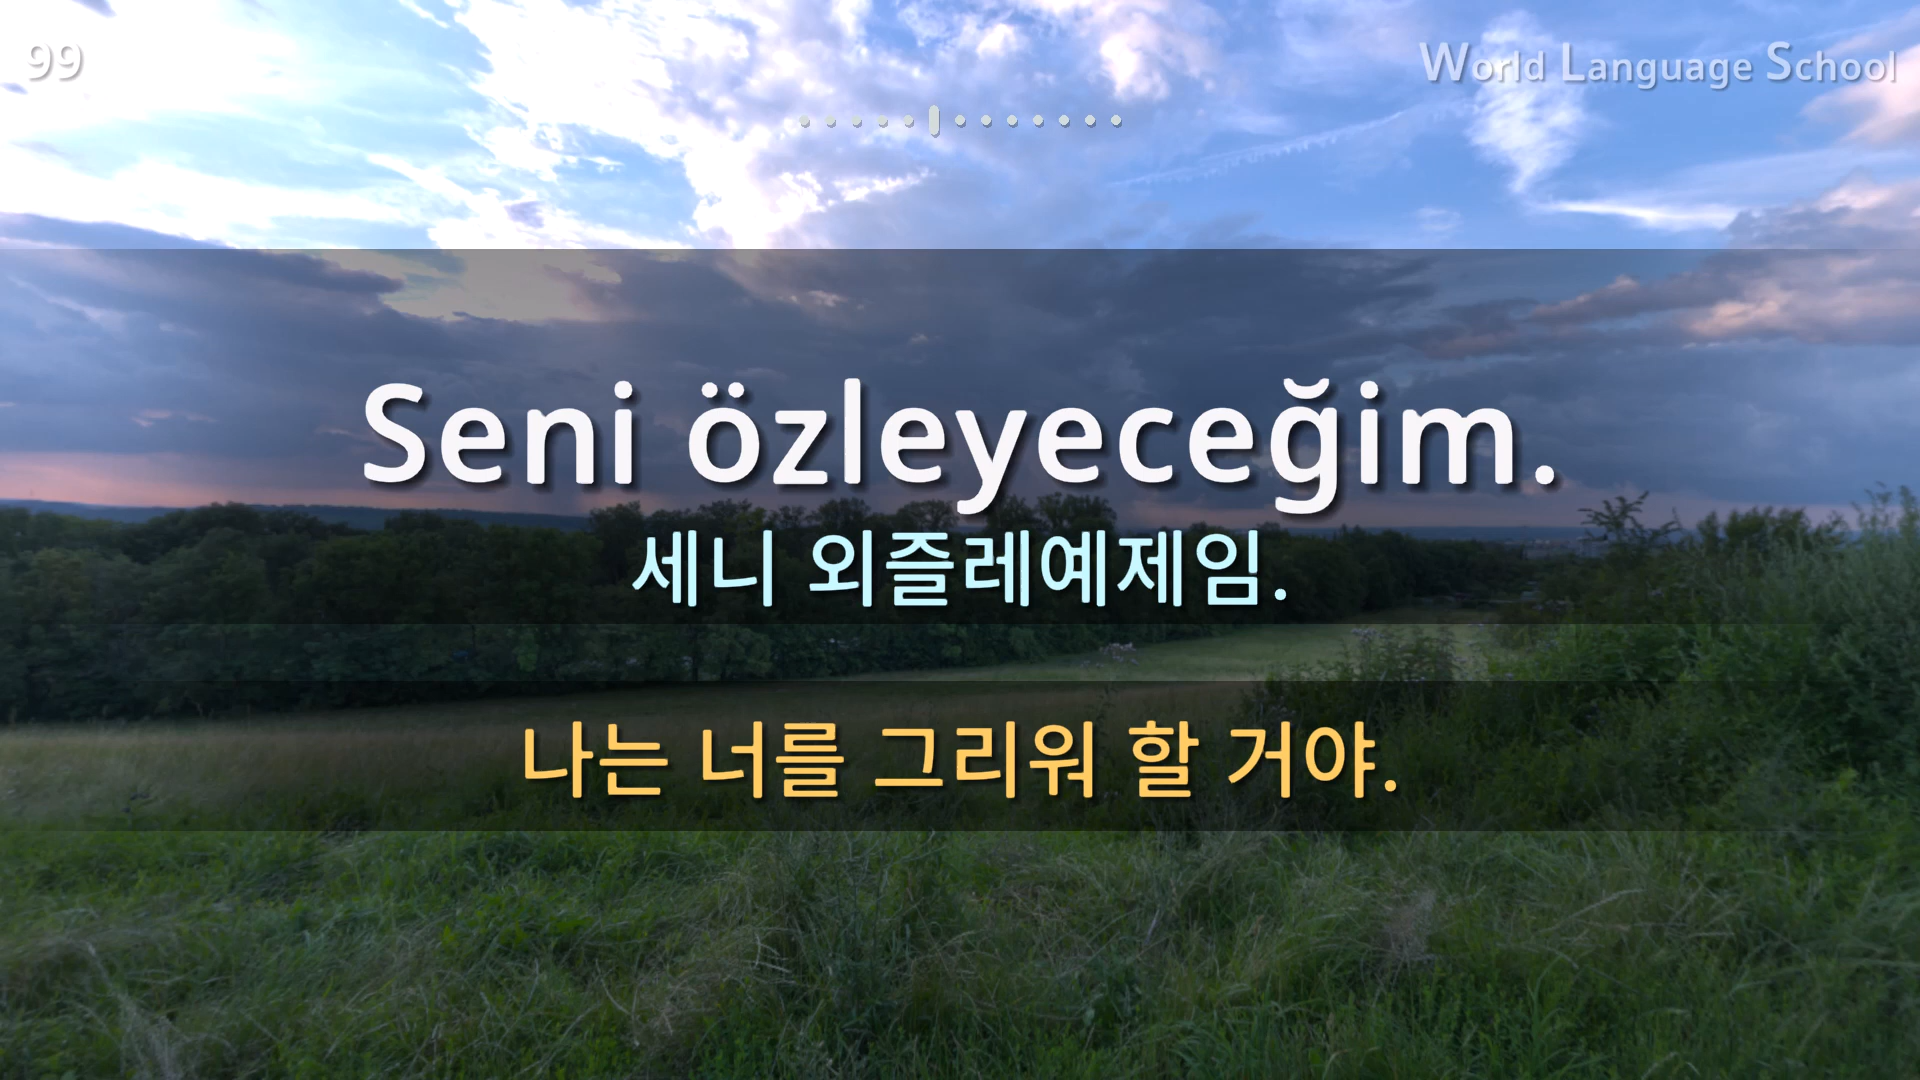 99
World Language School
Seni özleyeceğim.
세니 외즐레예제임.
나는 너를 그리워 할 거야.